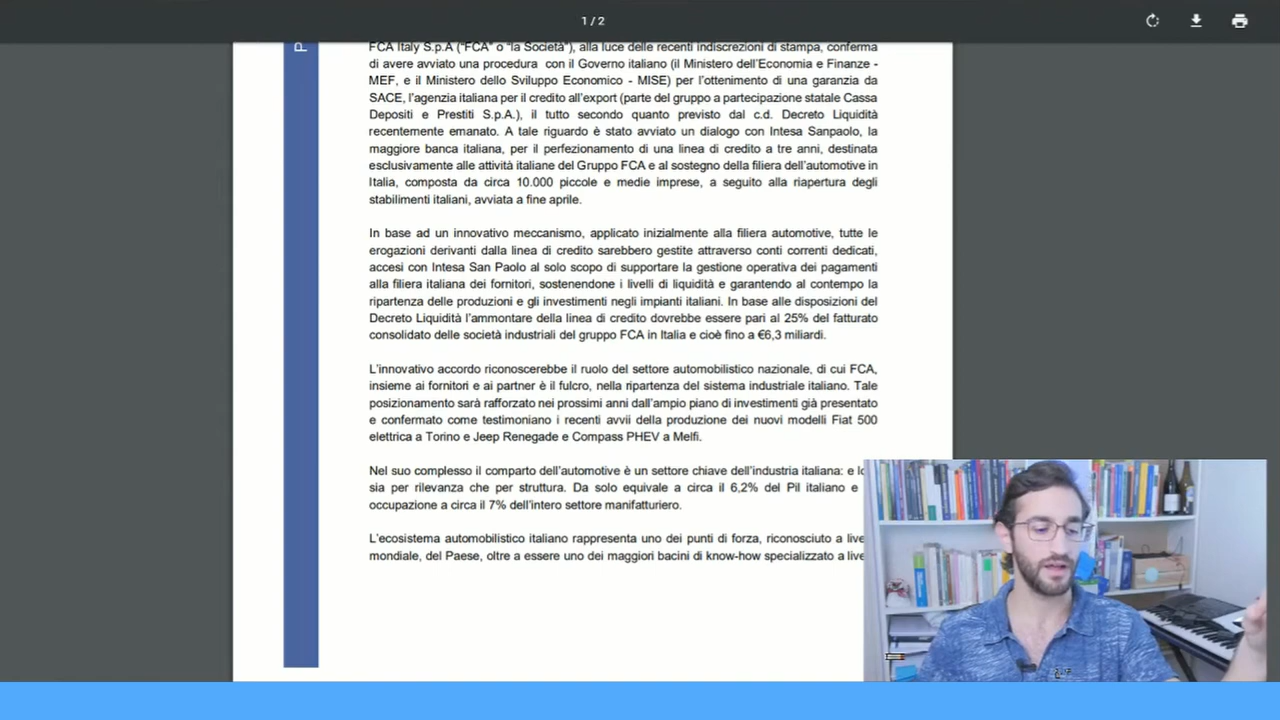 1 / 2
P
FCA Italy S.p.A ("FCA" o "la Società"), alla luce delle recenti indiscrezioni di stampa, conferma
di avere avviato una procedura con il Governo italiano (il Ministero dell'Economia e Finanze -
MEF, e il Ministero dello Sviluppo Economico - MISE) per l'ottenimento di una garanzia da
SACE, l'agenzia italiana per il credito all'export (parte del gruppo a partecipazione statale Cassa
Depositi e Prestiti S.p.A.), il tutto secondo quanto previsto dal c.d. Decreto Liquidità
recentemente emanato. A tale riguardo è stato avviato un dialogo con Intesa Sanpaolo, la
maggiore banca italiana, per il perfezionamento di una linea di credito a tre anni, destinata
esclusivamente alle attività italiane del Gruppo FCA e al sostegno della filiera dell'automotive in
Italia, composta da circa 10.000 piccole e medie imprese, a seguito alla riapertura degli
stabilimenti italiani, avviata a fine aprile.
In base ad un innovativo meccanismo, applicato inizialmente alla filiera automotive, tutte le
erogazioni derivanti dalla linea di credito sarebbero gestite attraverso conti correnti dedicati,
accesi con Intesa San Paolo al solo scopo di supportare la gestione operativa dei pagamenti
alla filiera italiana dei fornitori, sostenendone i livelli di liquidità e garantendo al contempo la
ripartenza delle produzioni e gli investimenti negli impianti italiani. In base alle disposizioni del
Decreto Liquidità l'ammontare della linea di credito dovrebbe essere pari al 25% del fatturato
consolidato delle società industriali del gruppo FCA in Italia e cioè fino a €6,3 miliardi.
L'innovativo accordo riconoscerebbe il ruolo del settore automobilistico nazionale, di cui FCA,
insieme ai fornitori e ai partner è il fulcro, nella ripartenza del sistema industriale italiano. Tale
posizionamento sarà rafforzato nei prossimi anni dall'ampio piano di investimenti già presentato
e confermato come testimoniano i recenti avvii della produzione dei nuovi modelli Fiat 500
elettrica a Torino e Jeep Renegade e Compass PHEV a Melfi.
Nel suo complesso il comparto dell'automotive è un settore chiave dell'industria italiana: e lo
sia per rilevanza che per struttura. Da solo equivale a circa il 6,2% del Pil italiano e
occupazione a circa il 7% dell'intero settore manifatturiero.
L'ecosistema automobilistico italiano rappresenta uno dei punti di forza, riconosciuto a live
mondiale, del Paese, oltre a essere uno dei maggiori bacini di know-how specializzato a live